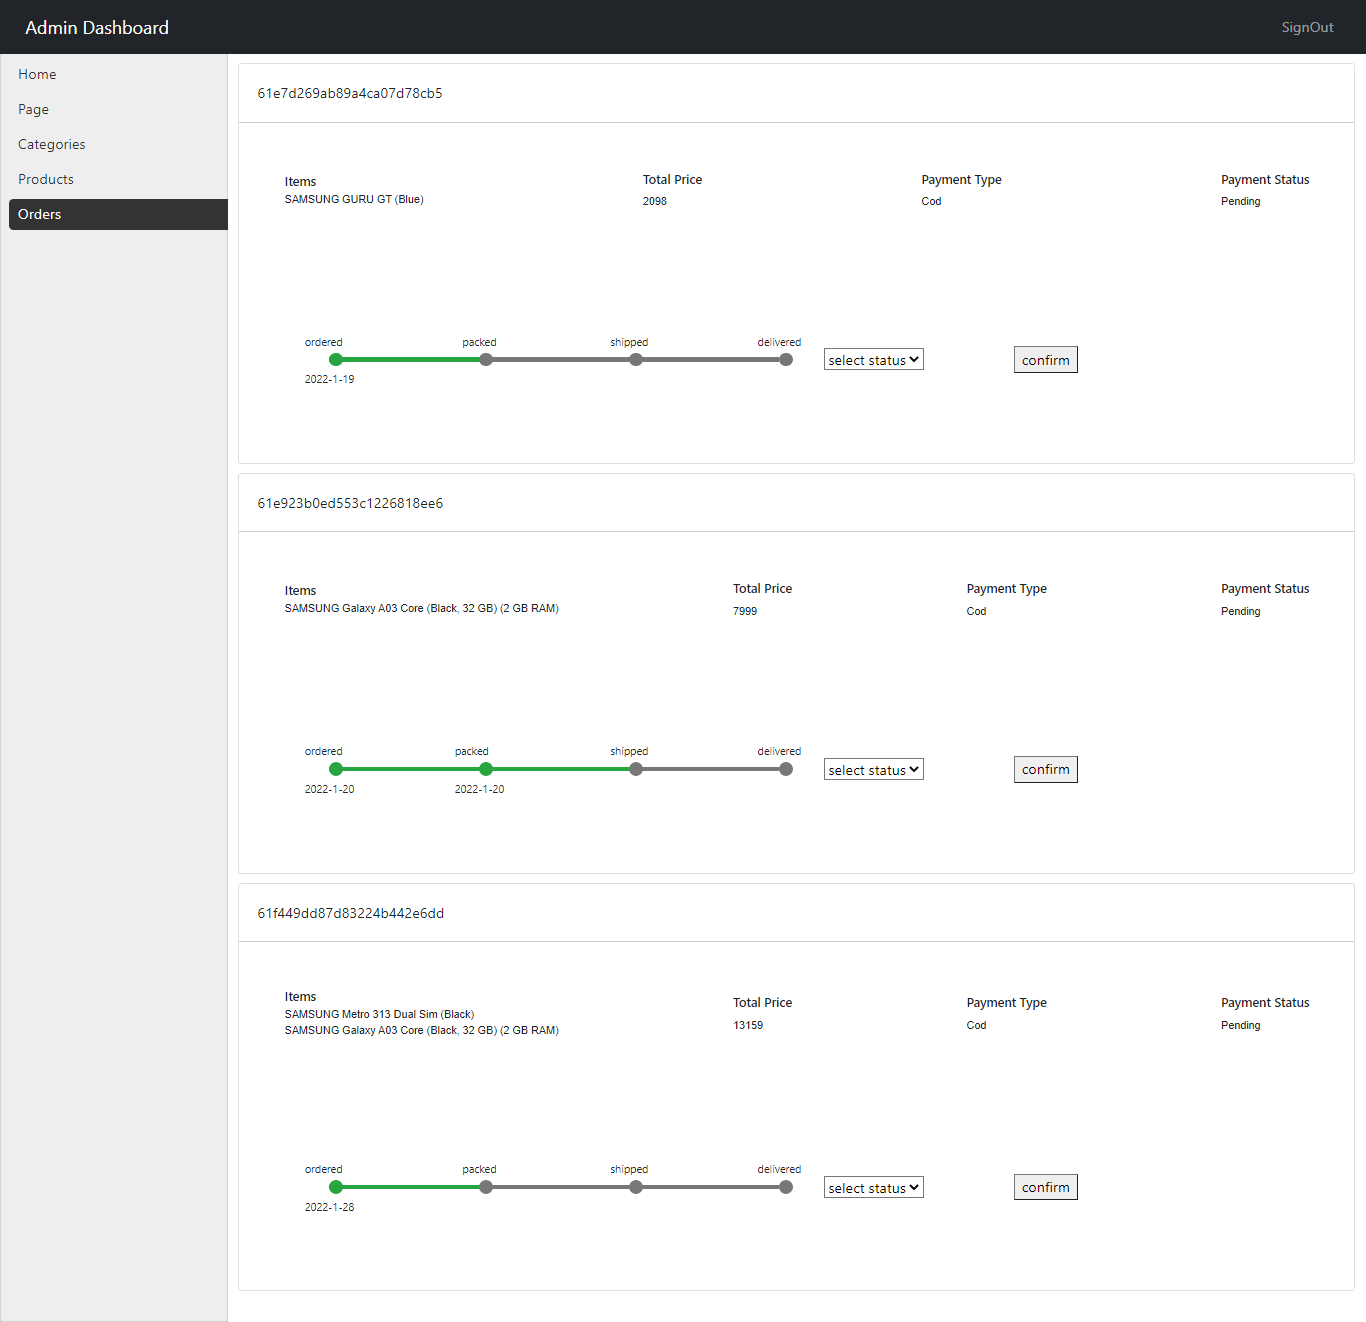 Admin Dashboard
SignOut
Home
Page
Categories
Products
Orders
61e7d269ab89a4ca07d78cb5
Items Total Price Payment Type Payment Status
SAMSUNG GURU GT (Blue) 2098 Cod Pending
ordered packed shipped delivered
select status confirm
2022-1-19
61e923b0ed553c1226818ee6
Items Total Price Payment Type Payment Status
SAMSUNG Galaxy A03 Core (Black, 32 GB) (2 GB RAM) 7999 Cod Pending
ordered packed shipped delivered
select status confirm
2022-1-20 2022-1-20
61f449dd87d83224b442e6dd
Items Total Price Payment Type Payment Status
SAMSUNG Metro 313 Dual Sim (Black)
SAMSUNG Galaxy A03 Core (Black, 32 GB) (2 GB RAM) 13159 Cod Pending
ordered packed shipped delivered
select status confirm
2022-1-28